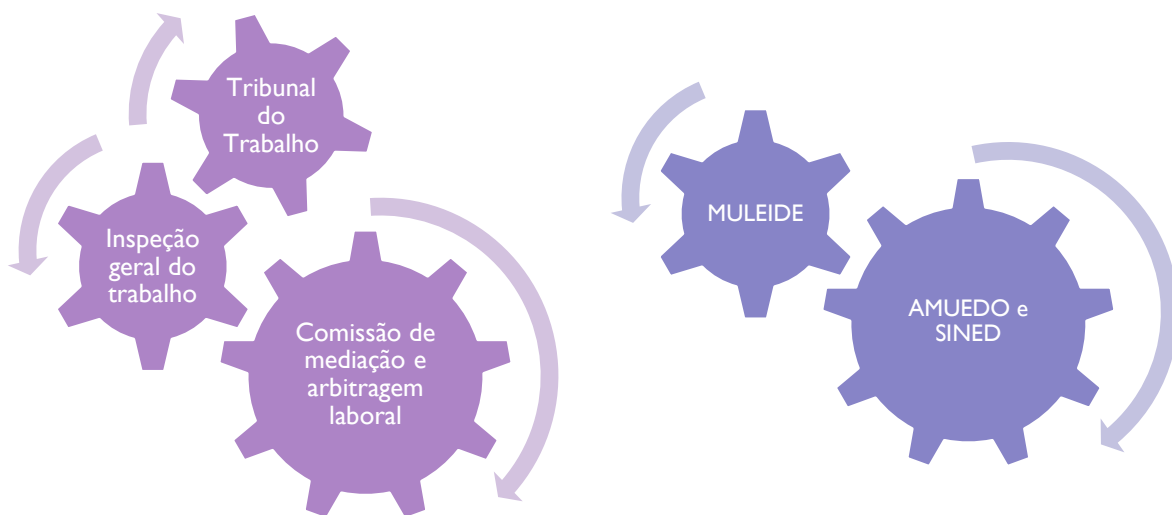 Tribunal
do
Trabalho
Inspeção
geral do
trabalho
Comissão de
mediação e
arbitragem
laboral
MULEIDE
AMUEDO e
SINED